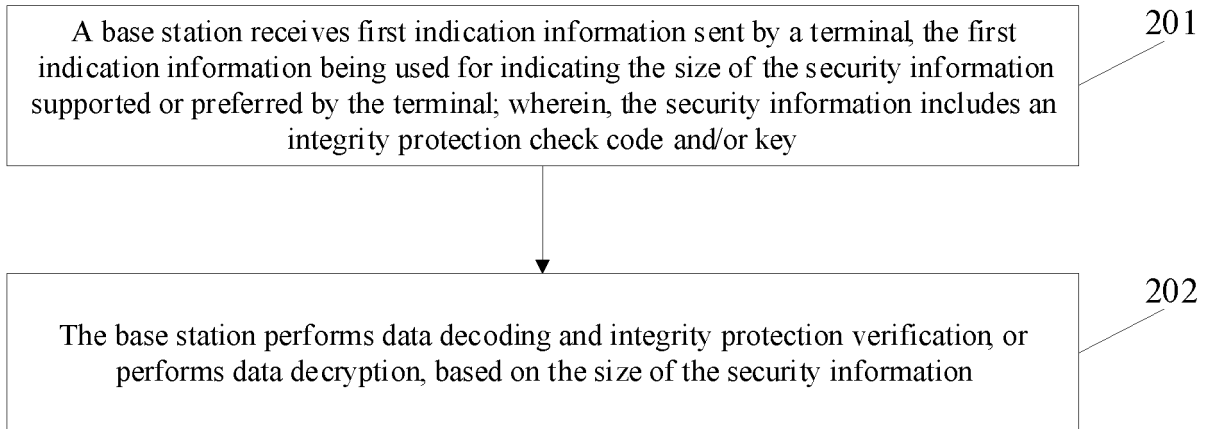 A base station receives first indication information sent by a terminal, the first
indication information being used for indicating the size of the security information
supported or preferred by the terminal; wherein, the security information includes an
integrity protection check code and/or key
201
The base station performs data decoding and integrity protection verification, or
performs data decryption, based on the size of the security information
202